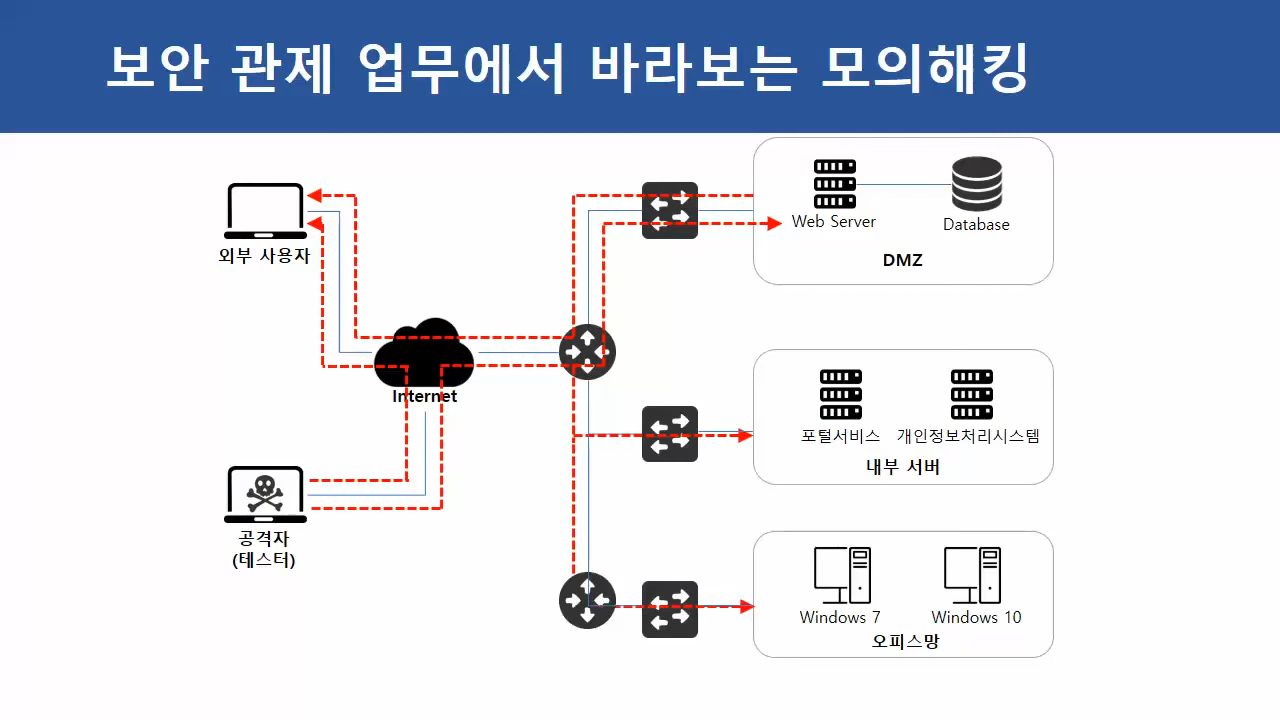 보안 관제 업무에서 바라보는 모의해킹
외부 사용자
Internet
공격자
(테스터)
Web Server
Database
DMZ
포털서비스
개인정보처리시스템
내부 서버
Windows 7
Windows 10
오피스망